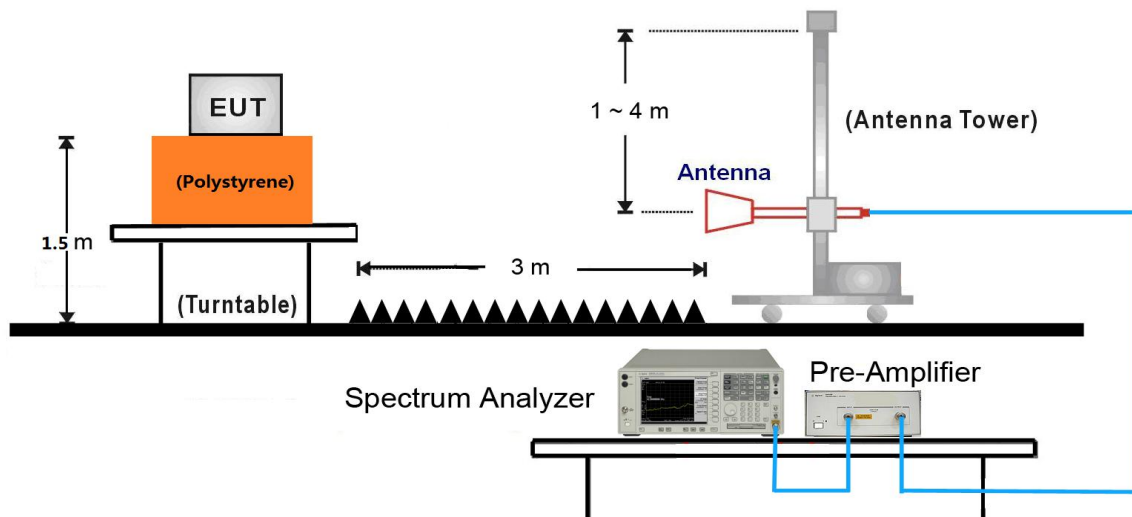 EUT
(Polystyrene)
1.5 m
(Turntable)
3 m
1 ~ 4 m
Antenna
(Antenna Tower)
Spectrum Analyzer
Pre-Amplifier